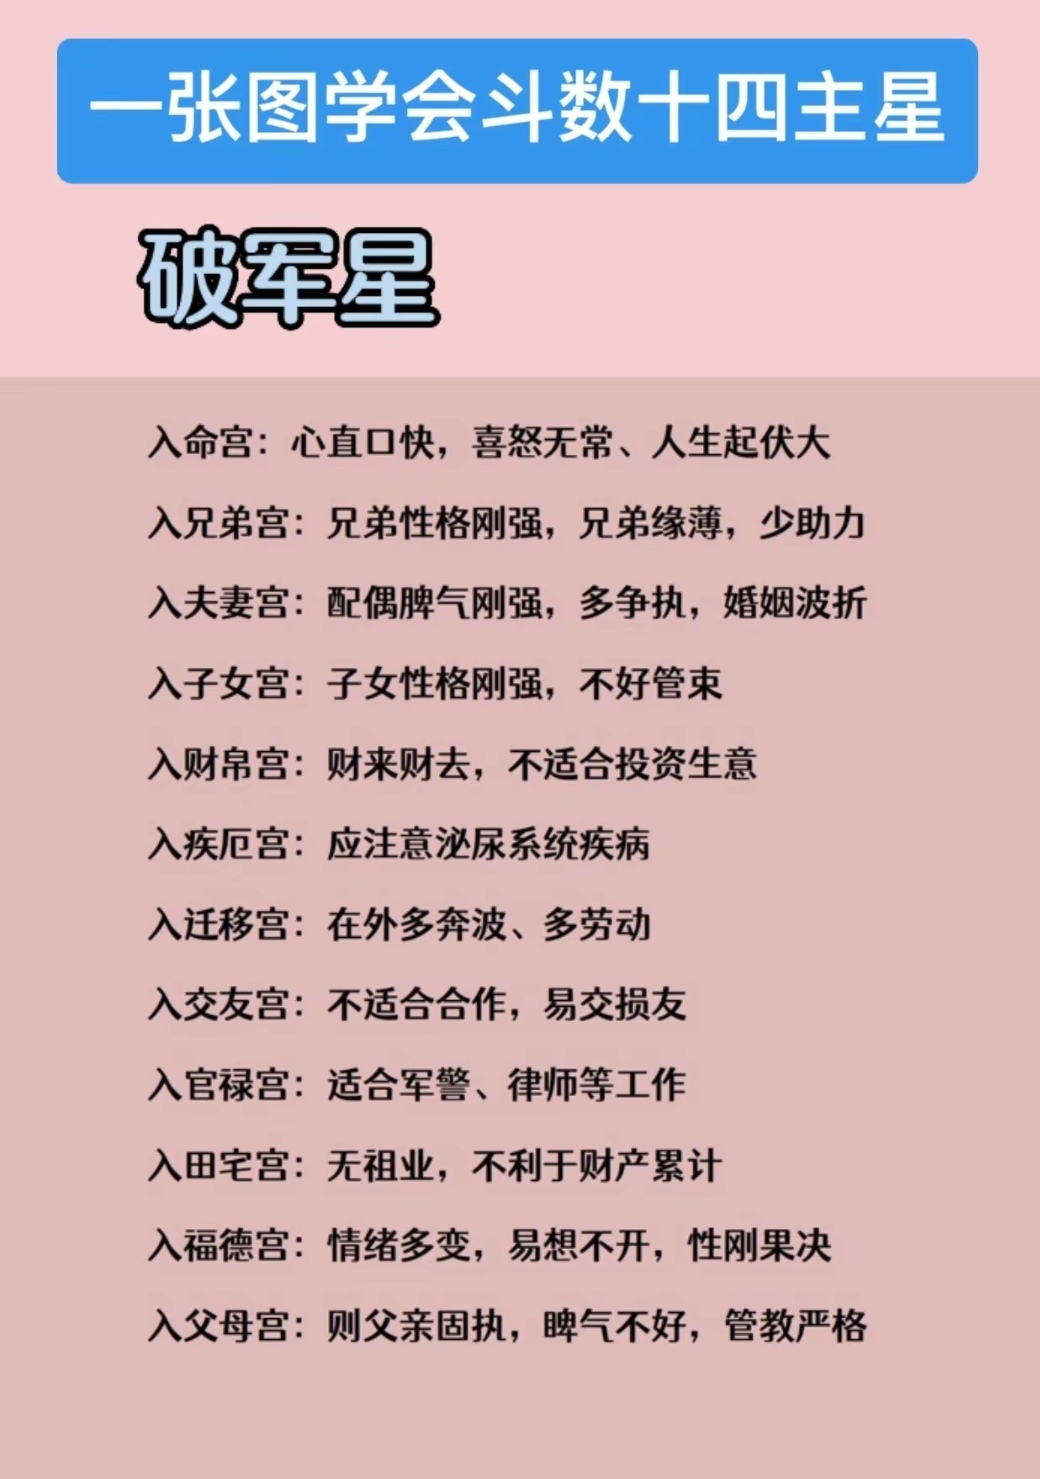 一张图学会斗数十四主星
破军星
入命宫：心直口快，喜怒无常、人生起伏大
入兄弟宫：兄弟性格刚强，兄弟缘薄，少助力
入夫妻宫：配偶脾气刚强，多争执，婚姻波折
入子女宫：子女性格刚强，不好管束
入财帛宫：财来财去，不适合投资生意
入疾厄宫：应注意泌尿系统疾病
入迁移宫：在外多奔波、多劳动
入交友宫：不适合合作，易交损友
入官禄宫：适合军警、律师等工作
入田宅宫：无祖业，不利于财产累计
入福德宫：情绪多变，易想不开，性刚果决
入父母宫：则父亲固执，睥气不好，管教严格